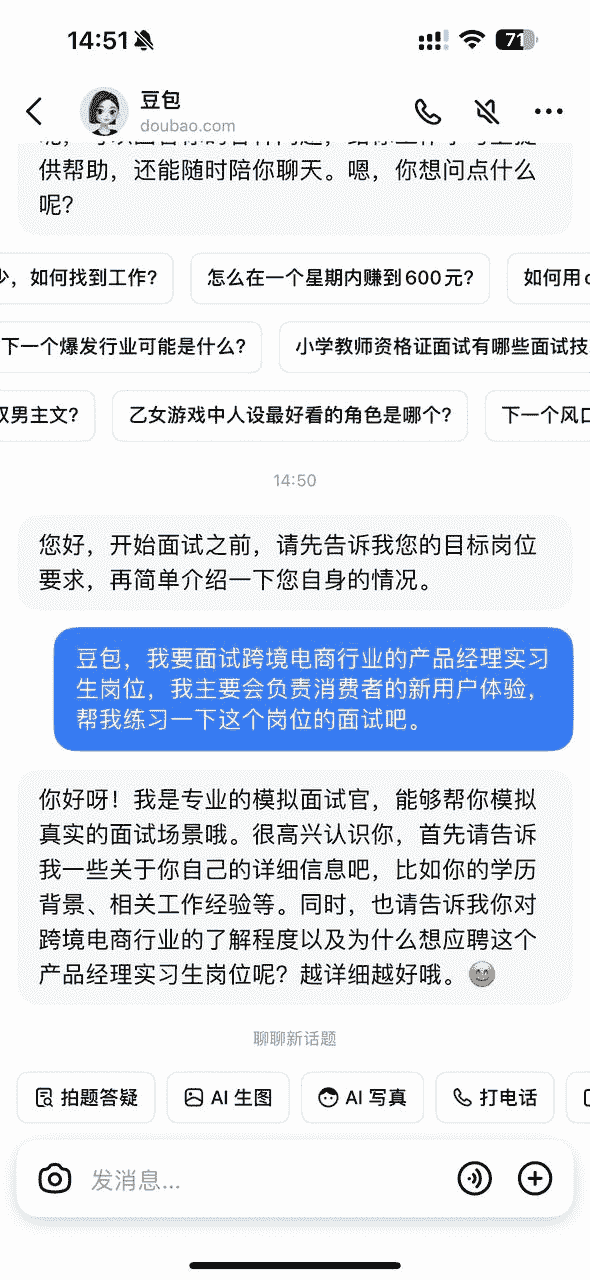 14:51
71
豆包
doubao.com
供帮助，还能随时陪你聊天。嗯，你想问点什么
呢？
少，如何找到工作？
怎么在一个星期内赚到600元？
如何用
下一个爆发行业可能是什么？
小学教师资格证面试有哪些面试技
双男主文？
乙女游戏中人设最好看的角色是哪个？
下一个风口
14:50
您好，开始面试之前，请先告诉我您的目标岗位
要求，再简单介绍一下您自身的情况。
豆包，我要面试跨境电商行业的产品经理实习
生岗位，我主要会负责消费者的新用户体验，
帮我练习一下这个岗位的面试吧。
你好呀！我是专业的模拟面试官，能够帮你模拟
真实的面试场景哦。很高兴认识你，首先请告诉
我一些关于你自己的详细信息吧，比如你的学历
背景、相关工作经验等。同时，也请告诉我你对
跨境电商行业的了解程度以及为什么想应聘这个
产品经理实习生岗位呢？越详细越好哦。
聊聊新话题
拍题答疑
AI 生图
AI 写真
打电话
发消息...